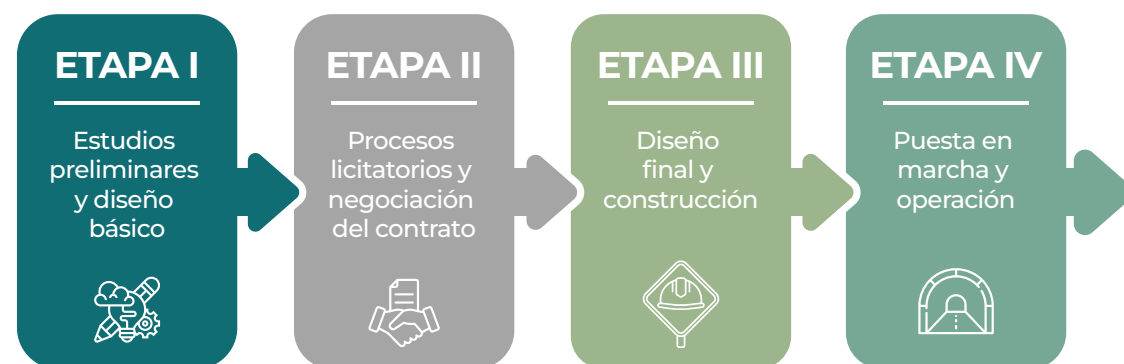 ETAPA I
Estudios
preliminares
y diseño
básico
ETAPA II
Procesos
licitatorios y
negociación
del contrato
ETAPA III
Diseño
final y
construcción
ETAPA IV
Puesta en
marcha y
operación